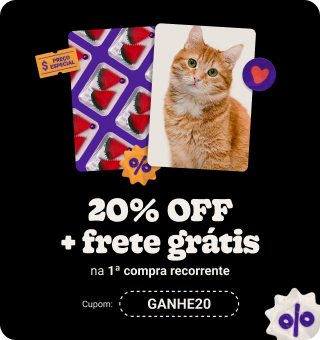 $ PREÇO
ESPECIAL
%
20% OFF
+ frete grátis
na 1ª compra recorrente
Cupom: GANHE20
%